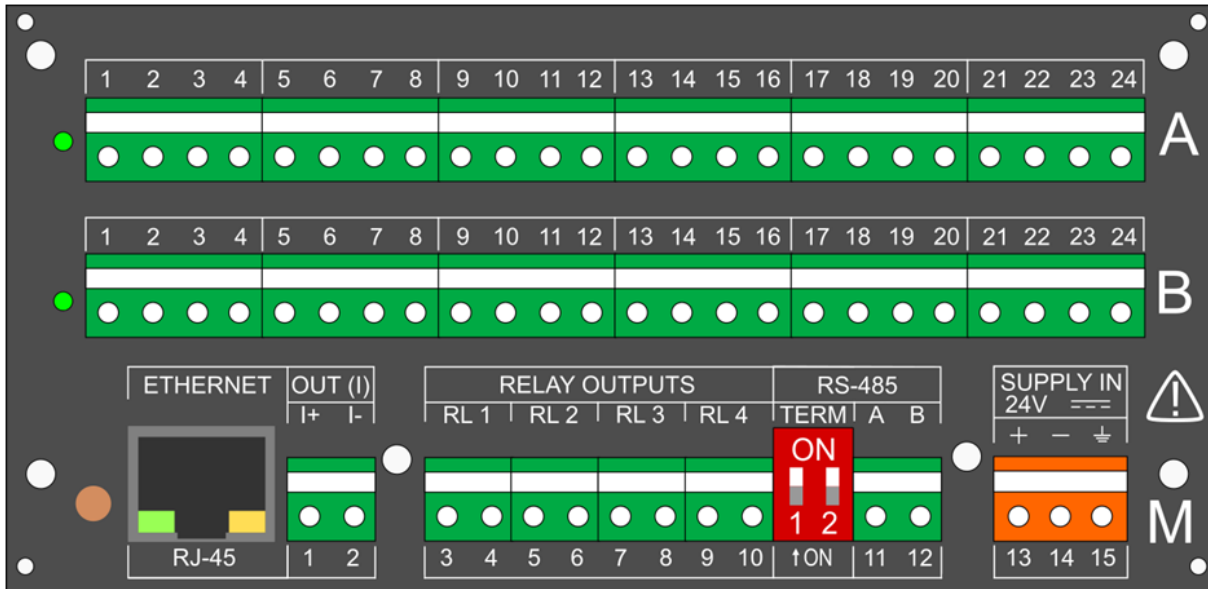 1 2 3 4 5 6 7 8 9 10 11 12 13 14 15 16 17 18 19 20 21 22 23 24
A
1 2 3 4 5 6 7 8 9 10 11 12 13 14 15 16 17 18 19 20 21 22 23 24
B
ETHERNET OUT (I) RELAY OUTPUTS RS-485 SUPPLY IN
24V
I+ I- RL 1 RL 2 RL 3 RL 4 TERM A B
+ −
ON
1 2
M
RJ-45 1 2 3 4 5 6 7 8 9 10 ↑ON 11 12 13 14 15